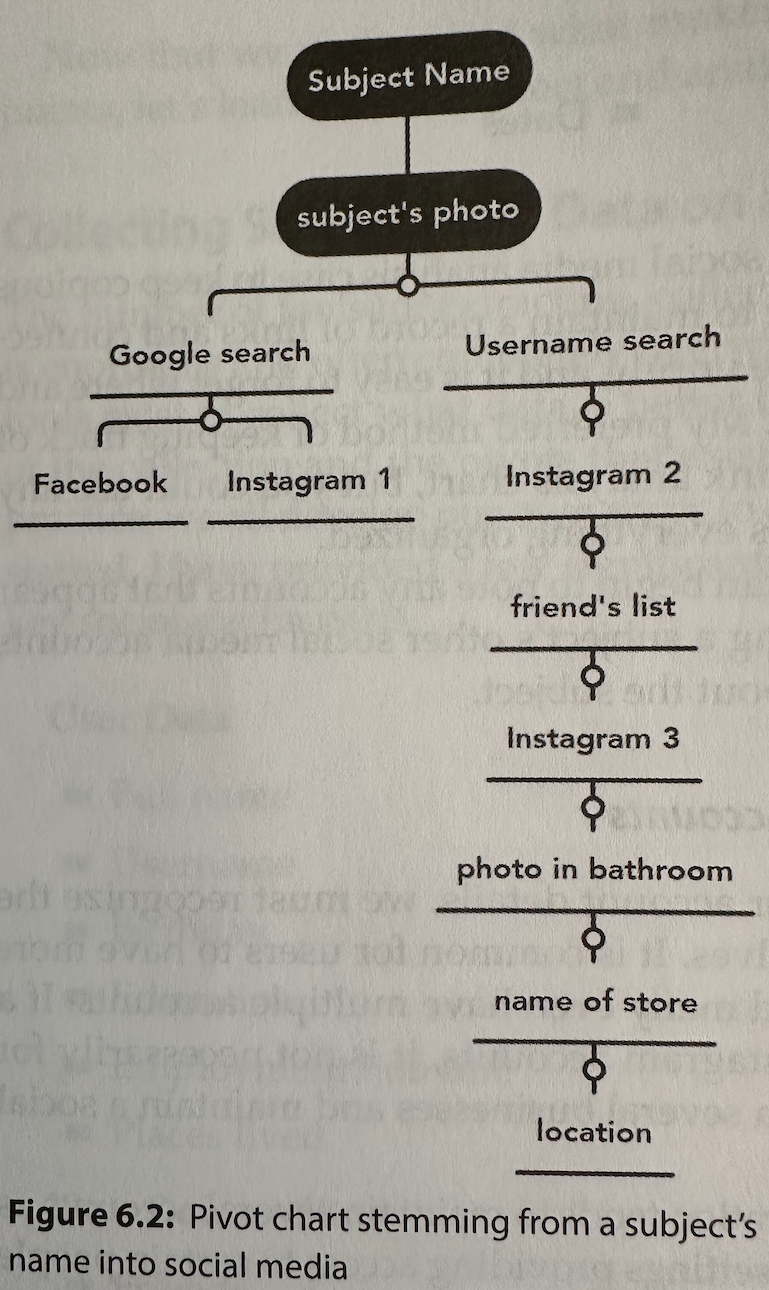 Subject Name
subject's photo
Google search
Username search
Facebook
Instagram 1
Instagram 2
friend's list
Instagram 3
photo in bathroom
name of store
location
Figure 6.2: Pivot chart stemming from a subject's
name into social media